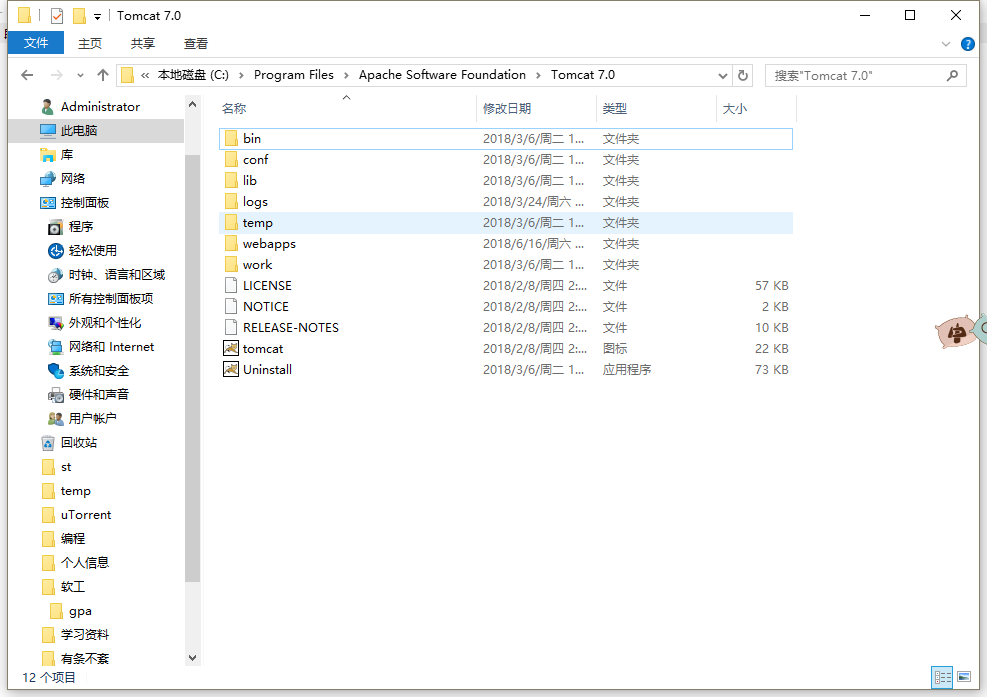 Tomcat 7.0
文件 主页 共享 查看
« 本地磁盘 (C:) › Program Files › Apache Software Foundation › Tomcat 7.0 搜索"Tomcat 7.0"
名称 修改日期 类型 大小
Administrator
此电脑
库
网络
控制面板
程序
轻松使用
时钟、语言和区域
所有控制面板项
外观和个性化
网络和 Internet
系统和安全
硬件和声音
用户帐户
回收站
st
temp
uTorrent
编程
个人信息
软工
gpa
学习资料
有条不紊
bin 2018/3/6/周二 1... 文件夹
conf 2018/3/6/周二 1... 文件夹
lib 2018/3/6/周二 1... 文件夹
logs 2018/3/24/周六 ... 文件夹
temp 2018/3/6/周二 1... 文件夹
webapps 2018/6/16/周六 ... 文件夹
work 2018/3/6/周二 1... 文件夹
LICENSE 2018/2/8/周四 2:... 文件 57 KB
NOTICE 2018/2/8/周四 2:... 文件 2 KB
RELEASE-NOTES 2018/2/8/周四 2:... 文件 10 KB
tomcat 2018/2/8/周四 2:... 图标 22 KB
Uninstall 2018/3/6/周二 1... 应用程序 73 KB
12 个项目